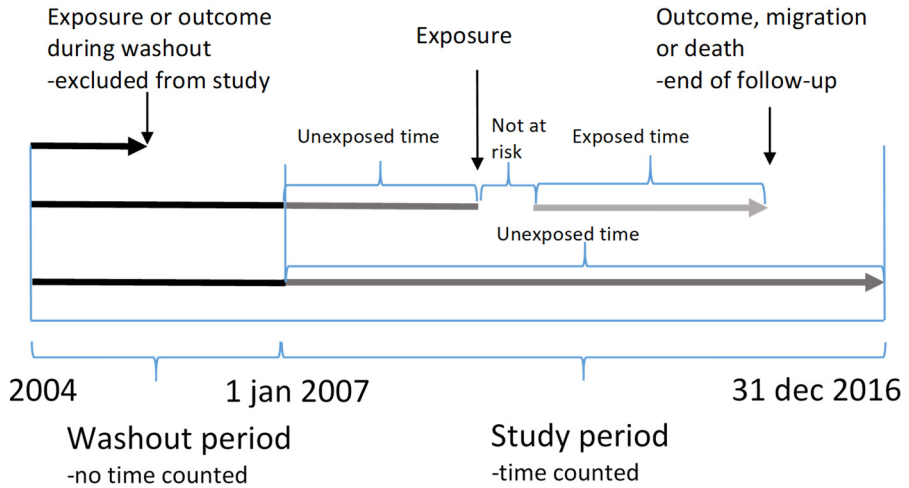 Exposure or outcome
during washout
-excluded from study
Exposure
Outcome, migration
or death
-end of follow-up
Unexposed time
Not at
risk
Exposed time
Unexposed time
2004
1 jan 2007
31 dec 2016
Washout period
-no time counted
Study period
-time counted